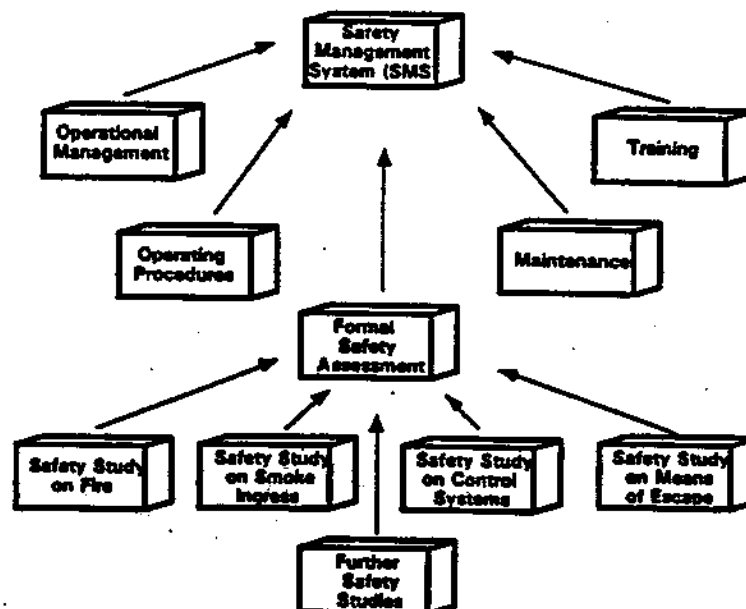 Safety
Management
System (SMS
Operational
Management
Training
Operating
Procedures
Maintenance
Formal
Safety
Assessment
Safety Study
on Fire
Safety Study
on Smoke
Ingress
Safety Study
on Control
Systems
Safety Study
on Means
of Escape
Further
Safety
Studies